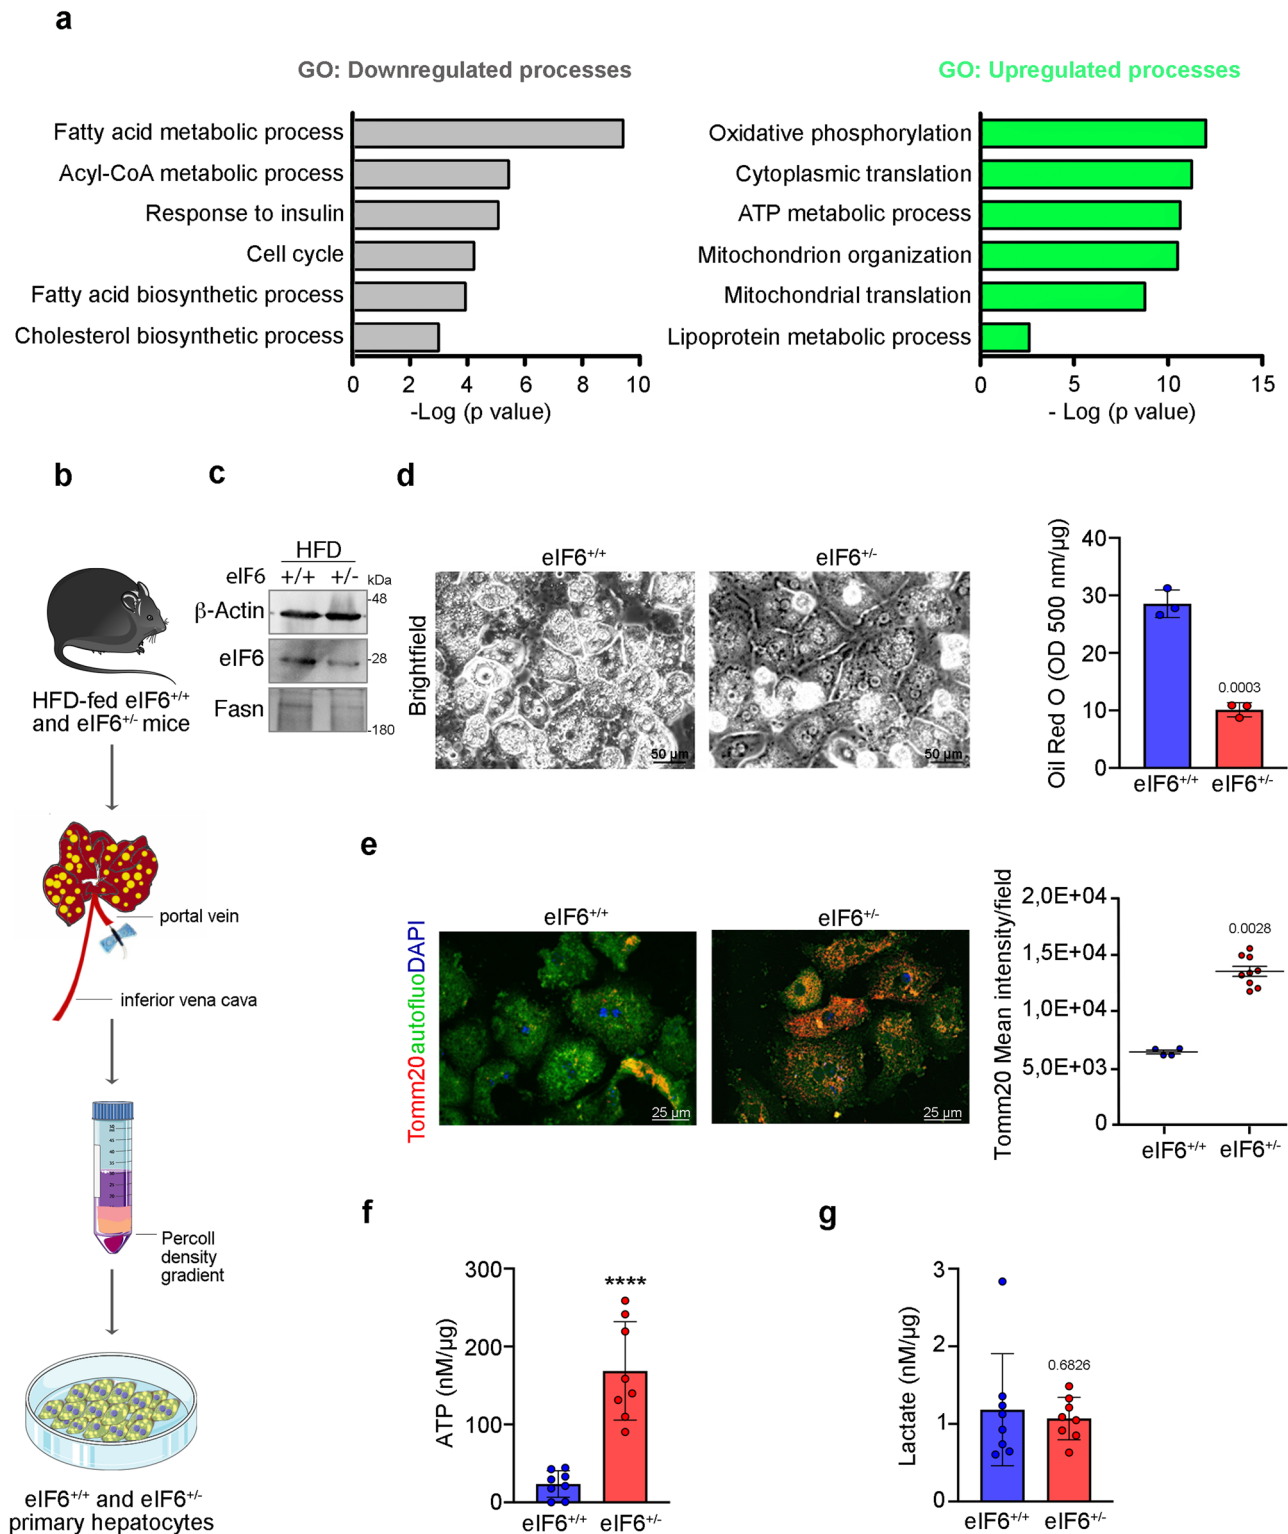 a
GO: Downregulated processes
Fatty acid metabolic process
Acyl-CoA metabolic process
Response to insulin
Cell cycle
Fatty acid biosynthetic process
Cholesterol biosynthetic process
0 2 4 6 8 10
-Log (p value)
GO: Upregulated processes
Oxidative phosphorylation
Cytoplasmic translation
ATP metabolic process
Mitochondrion organization
Mitochondrial translation
Lipoprotein metabolic process
0 5 10 15
- Log (p value)
b
HFD-fed eIF6+/+
and eIF6+/- mice
portal vein
inferior vena cava
Percoll
density
gradient
eIF6+/+ and eIF6+/-
primary hepatocytes
c
HFD
eIF6 +/+ +/- kDa
β-Actin -48
eIF6 -28
Fasn -180
d
eIF6+/+ eIF6+/-
Brightfield
50 µm 50 µm
Oil Red O (OD 500 nm/µg)
40
30
20
10
0
0.0003
eIF6+/+ eIF6+/-
e
eIF6+/+ eIF6+/-
Tomm20 autofluo DAPI
25 µm 25 µm
Tomm20 Mean intensity/field
2,0E+04
1,5E+04
1,0E+04
5,0E+03
0
0.0028
eIF6+/+ eIF6+/-
f
ATP (nM/µg)
300
200
100
0
****
eIF6+/+ eIF6+/-
g
Lactate (nM/µg)
3
2
1
0
0.6826
eIF6+/+ eIF6+/-